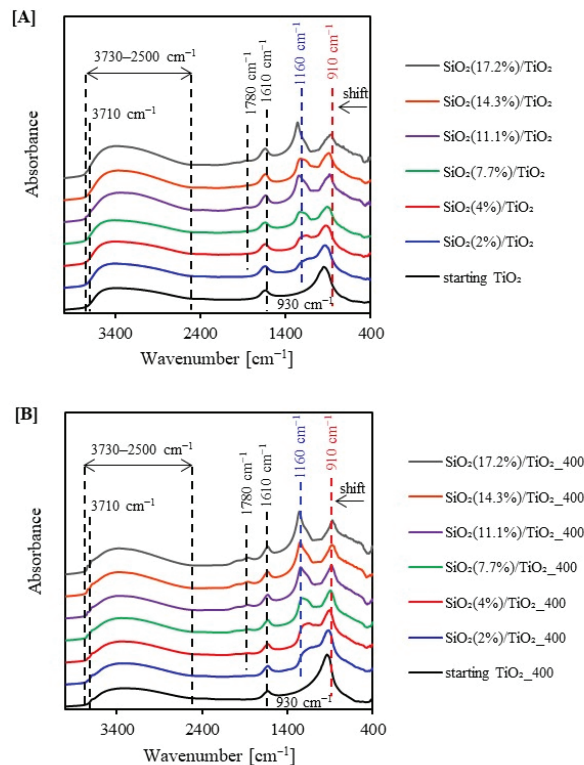 [A]
3730–2500 cm⁻¹
3710 cm⁻¹
1780 cm⁻¹
1610 cm⁻¹
1160 cm⁻¹
910 cm⁻¹
shift
Absorbance
930 cm⁻¹
3400 2400 1400 400
Wavenumber [cm⁻¹]
SiO₂(17.2%)/TiO₂
SiO₂(14.3%)/TiO₂
SiO₂(11.1%)/TiO₂
SiO₂(7.7%)/TiO₂
SiO₂(4%)/TiO₂
SiO₂(2%)/TiO₂
starting TiO₂
[B]
3730–2500 cm⁻¹
3710 cm⁻¹
1780 cm⁻¹
1610 cm⁻¹
1160 cm⁻¹
910 cm⁻¹
shift
Absorbance
930 cm⁻¹
3400 2400 1400 400
Wavenumber [cm⁻¹]
SiO₂(17.2%)/TiO₂_400
SiO₂(14.3%)/TiO₂_400
SiO₂(11.1%)/TiO₂_400
SiO₂(7.7%)/TiO₂_400
SiO₂(4%)/TiO₂_400
SiO₂(2%)/TiO₂_400
starting TiO₂_400